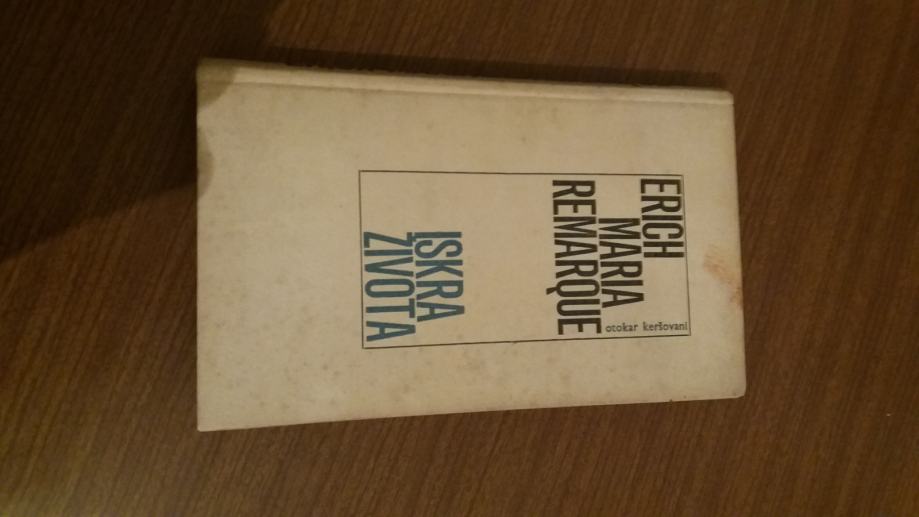 ERICH
MARIA
REMARQUE
otokar keršovani
ISKRA
ŽIVOTA